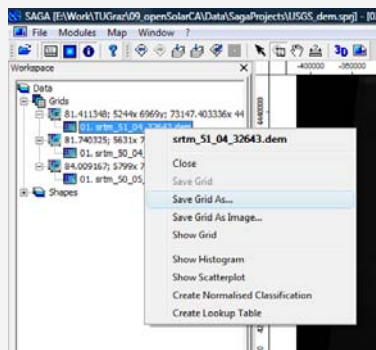 SAGA [E:\Work\TUGraz\09_openSolarCA\Data\SagaProjects\USGS_dem.sprj] - [0
File Modules Map Window ?
Workspace
-400000 -350000
Data
Grids
81.411348; 5244x 6969y; 73147.403336x 44
01. srtm_51_04_32643.dem
81.740325; 5631x 7
01. srtm_50_04_
84.009167; 5799x 7
01. srtm_50_05_
Shapes
srtm_51_04_32643.dem
Close
Save Grid
Save Grid As...
Save Grid As Image...
Show Grid
Show Histogram
Show Scatterplot
Create Normalised Classification
Create Lookup Table